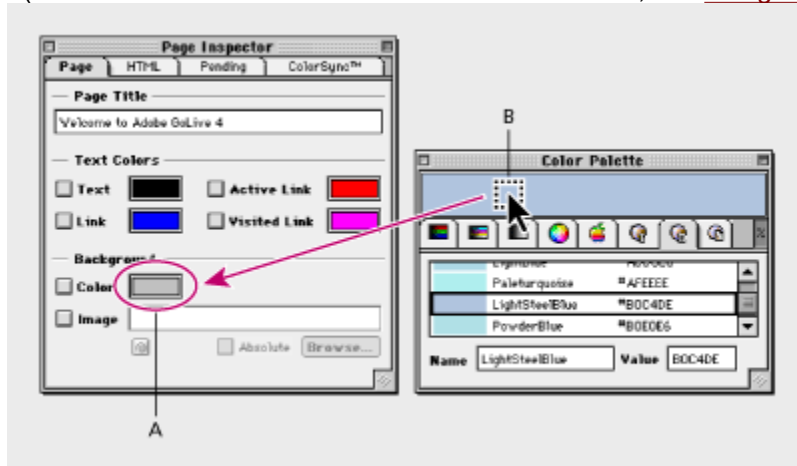 Page Inspector
Page HTML Pending ColorSync™
Page Title
Welcome to Adobe GoLive 4
Text Colors
Text Active Link
Link Visited Link
Background
Color
Image
Absolute Browse...
A
B
Color Palette
Paleturquoise #AFEEEE
LightSteelBlue #B0C4DE
PowderBlue #B0E0E6
Name LightSteelBlue Value B0C4DE